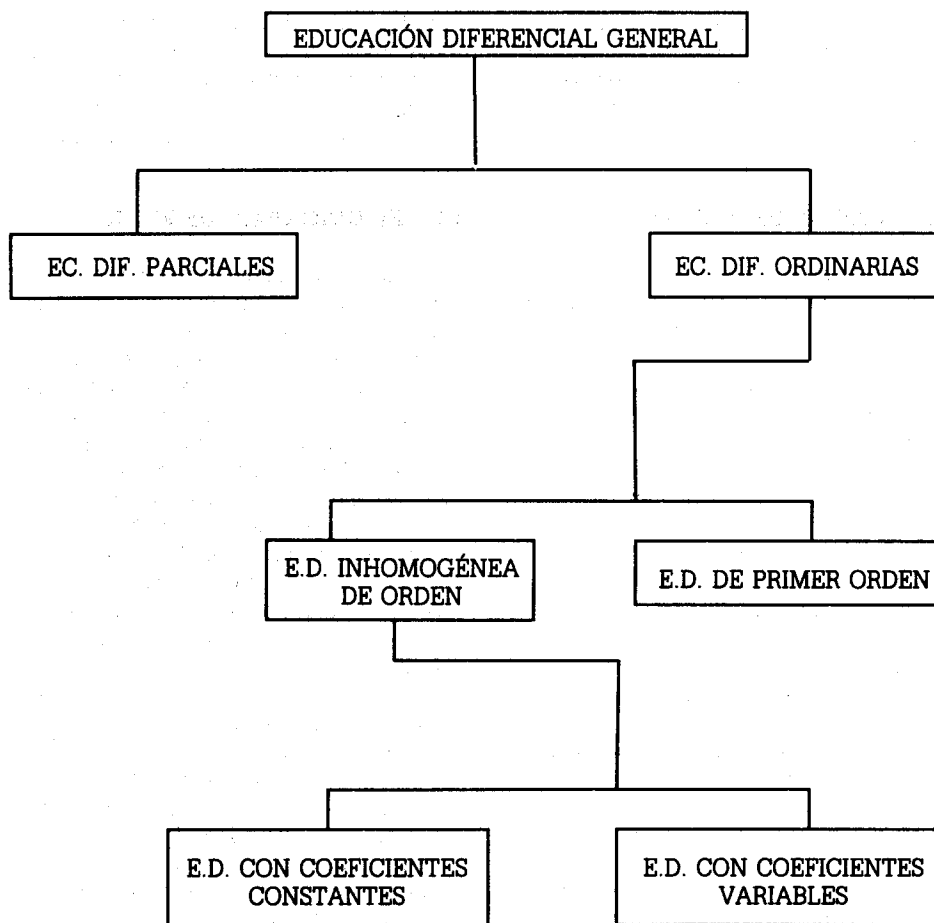 EDUCACIÓN DIFERENCIAL GENERAL
EC. DIF. PARCIALES
EC. DIF. ORDINARIAS
E.D. INHOMOGÉNEA
DE ORDEN
E.D. DE PRIMER ORDEN
E.D. CON COEFICIENTES
CONSTANTES
E.D. CON COEFICIENTES
VARIABLES